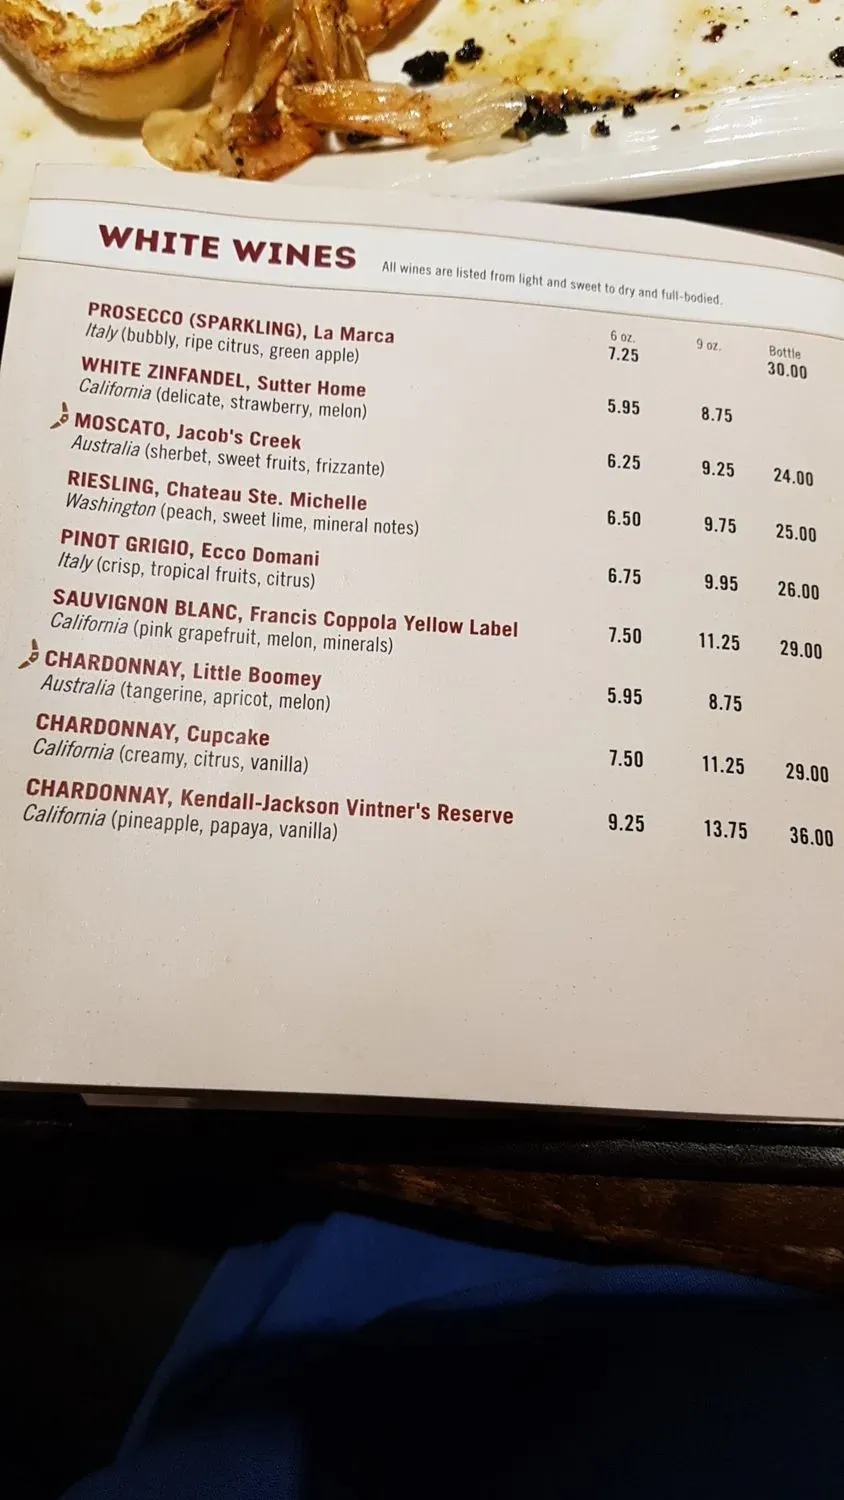 WHITE WINES All wines are listed from light and sweet to dry and full-bodied.
6 oz. 9 oz. Bottle
PROSECCO (SPARKLING), La Marca 7.25 30.00
Italy (bubbly, ripe citrus, green apple)
WHITE ZINFANDEL, Sutter Home 5.95 8.75
California (delicate, strawberry, melon)
MOSCATO, Jacob's Creek 6.25 9.25 24.00
Australia (sherbet, sweet fruits, frizzante)
RIESLING, Chateau Ste. Michelle 6.50 9.75 25.00
Washington (peach, sweet lime, mineral notes)
PINOT GRIGIO, Ecco Domani 6.75 9.95 26.00
Italy (crisp, tropical fruits, citrus)
SAUVIGNON BLANC, Francis Coppola Yellow Label 7.50 11.25 29.00
California (pink grapefruit, melon, minerals)
CHARDONNAY, Little Boomey 5.95 8.75
Australia (tangerine, apricot, melon)
CHARDONNAY, Cupcake 7.50 11.25 29.00
California (creamy, citrus, vanilla)
CHARDONNAY, Kendall-Jackson Vintner's Reserve 9.25 13.75 36.00
California (pineapple, papaya, vanilla)